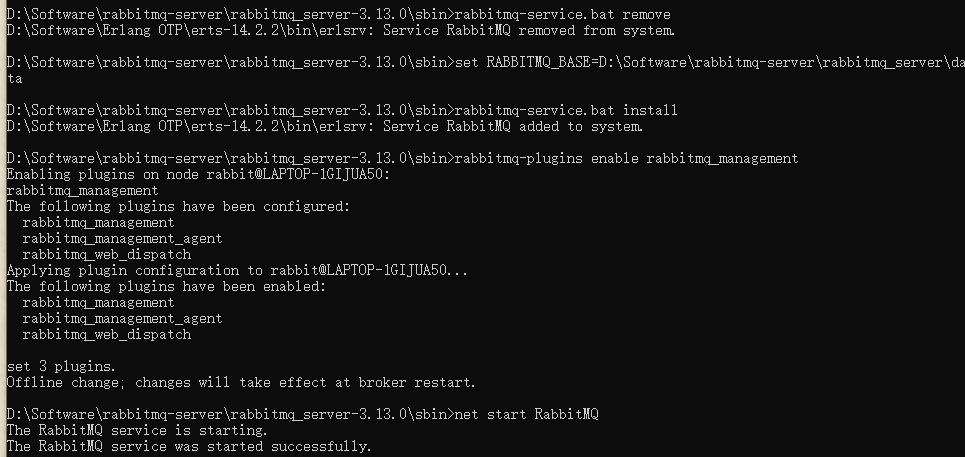 D:\Software\rabbitmq-server\rabbitmq_server-3.13.0\sbin>rabbitmq-service.bat remove
D:\Software\Erlang OTP\erts-14.2.2\bin\erlsrv: Service RabbitMQ removed from system.
D:\Software\rabbitmq-server\rabbitmq_server-3.13.0\sbin>set RABBITMQ_BASE=D:\Software\rabbitmq-server\rabbitmq_server\da
ta
D:\Software\rabbitmq-server\rabbitmq_server-3.13.0\sbin>rabbitmq-service.bat install
D:\Software\Erlang OTP\erts-14.2.2\bin\erlsrv: Service RabbitMQ added to system.
D:\Software\rabbitmq-server\rabbitmq_server-3.13.0\sbin>rabbitmq-plugins enable rabbitmq_management
Enabling plugins on node rabbit@LAPTOP-1GIJUA50:
rabbitmq_management
The following plugins have been configured:
  rabbitmq_management
  rabbitmq_management_agent
  rabbitmq_web_dispatch
Applying plugin configuration to rabbit@LAPTOP-1GIJUA50...
The following plugins have been enabled:
  rabbitmq_management
  rabbitmq_management_agent
  rabbitmq_web_dispatch
set 3 plugins.
Offline change; changes will take effect at broker restart.
D:\Software\rabbitmq-server\rabbitmq_server-3.13.0\sbin>net start RabbitMQ
The RabbitMQ service is starting.
The RabbitMQ service was started successfully.